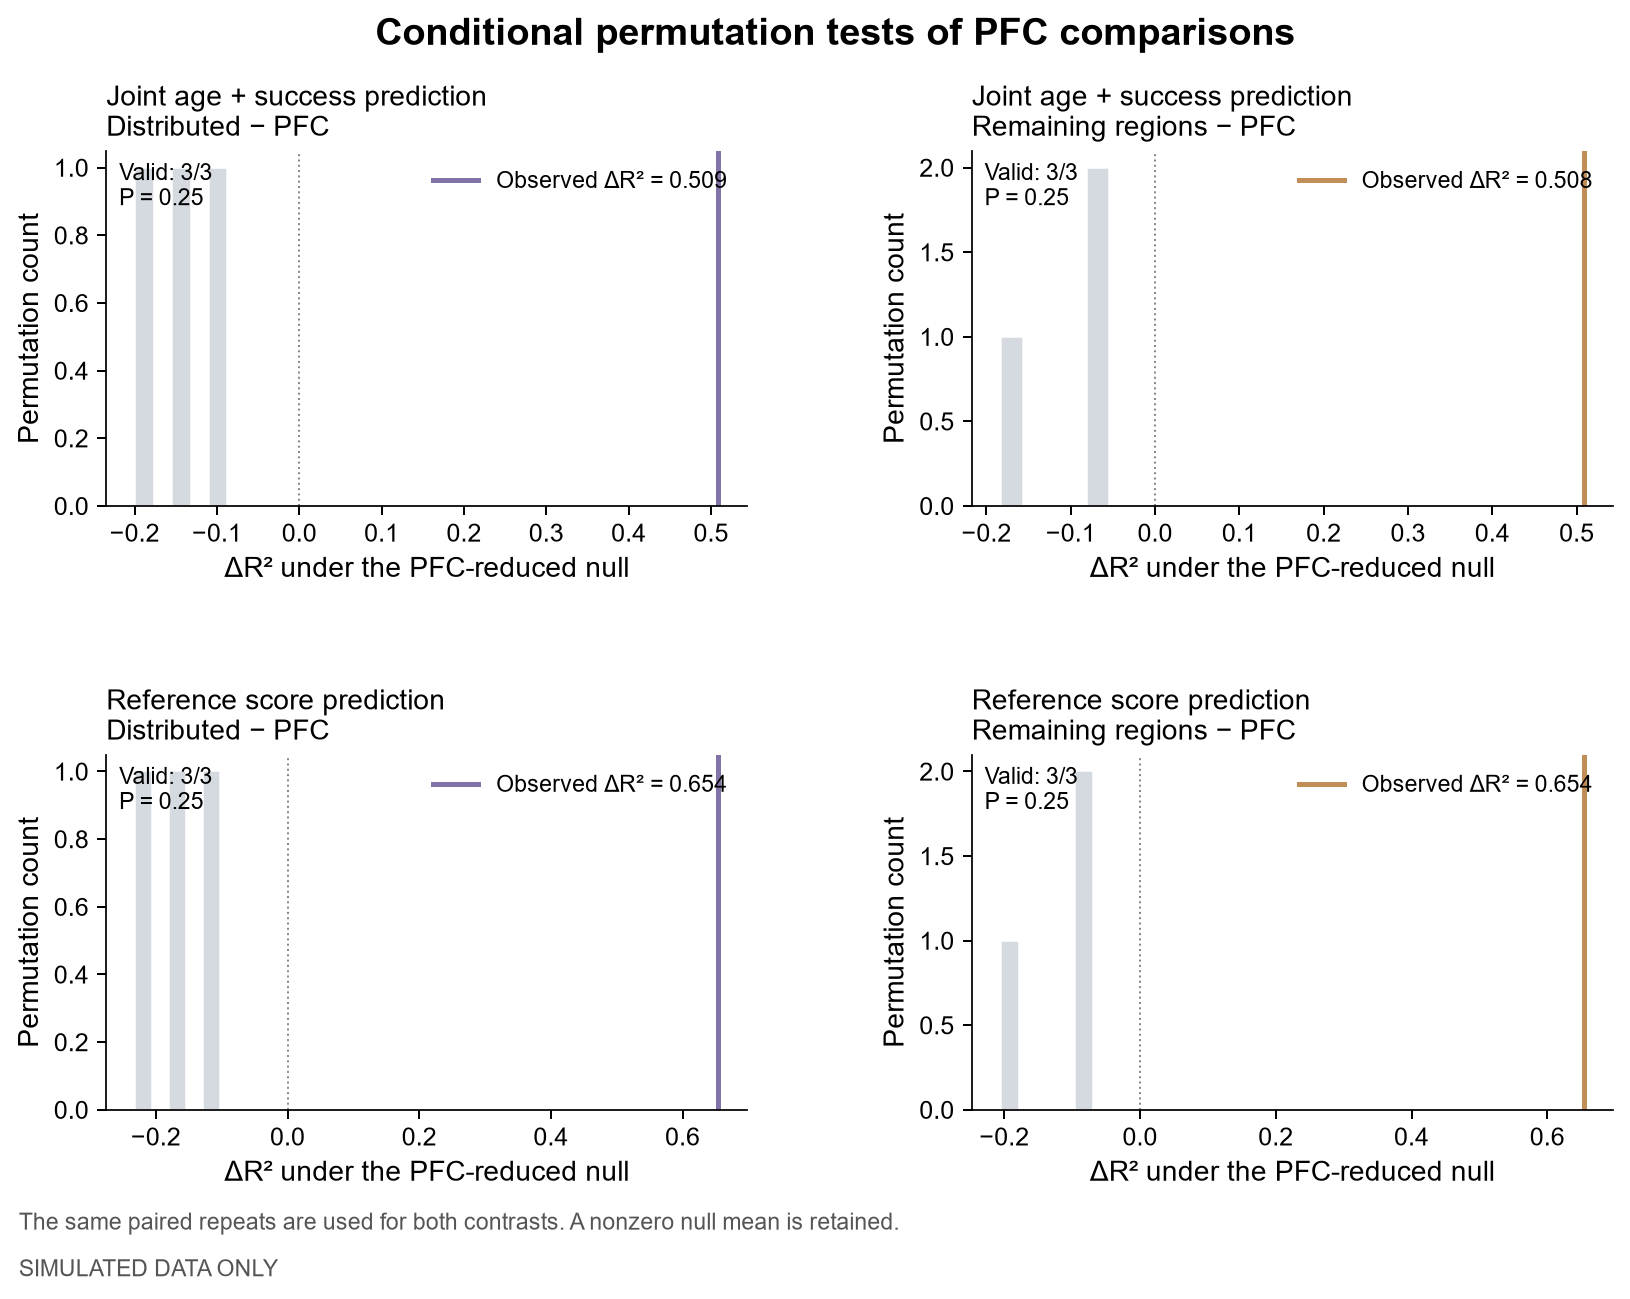 Conditional permutation tests of PFC comparisons
Joint age + success prediction
Distributed − PFC
Valid: 3/3
P = 0.25
Observed ΔR² = 0.509
Permutation count
1.0
0.8
0.6
0.4
0.2
0.0
−0.2
−0.1
0.0
0.1
0.2
0.3
0.4
0.5
ΔR² under the PFC-reduced null
Joint age + success prediction
Remaining regions − PFC
Valid: 3/3
P = 0.25
Observed ΔR² = 0.508
Permutation count
2.0
1.5
1.0
0.5
0.0
−0.2
−0.1
0.0
0.1
0.2
0.3
0.4
0.5
ΔR² under the PFC-reduced null
Reference score prediction
Distributed − PFC
Valid: 3/3
P = 0.25
Observed ΔR² = 0.654
Permutation count
1.0
0.8
0.6
0.4
0.2
0.0
−0.2
0.0
0.2
0.4
0.6
ΔR² under the PFC-reduced null
Reference score prediction
Remaining regions − PFC
Valid: 3/3
P = 0.25
Observed ΔR² = 0.654
Permutation count
2.0
1.5
1.0
0.5
0.0
−0.2
0.0
0.2
0.4
0.6
ΔR² under the PFC-reduced null
The same paired repeats are used for both contrasts. A nonzero null mean is retained.
SIMULATED DATA ONLY